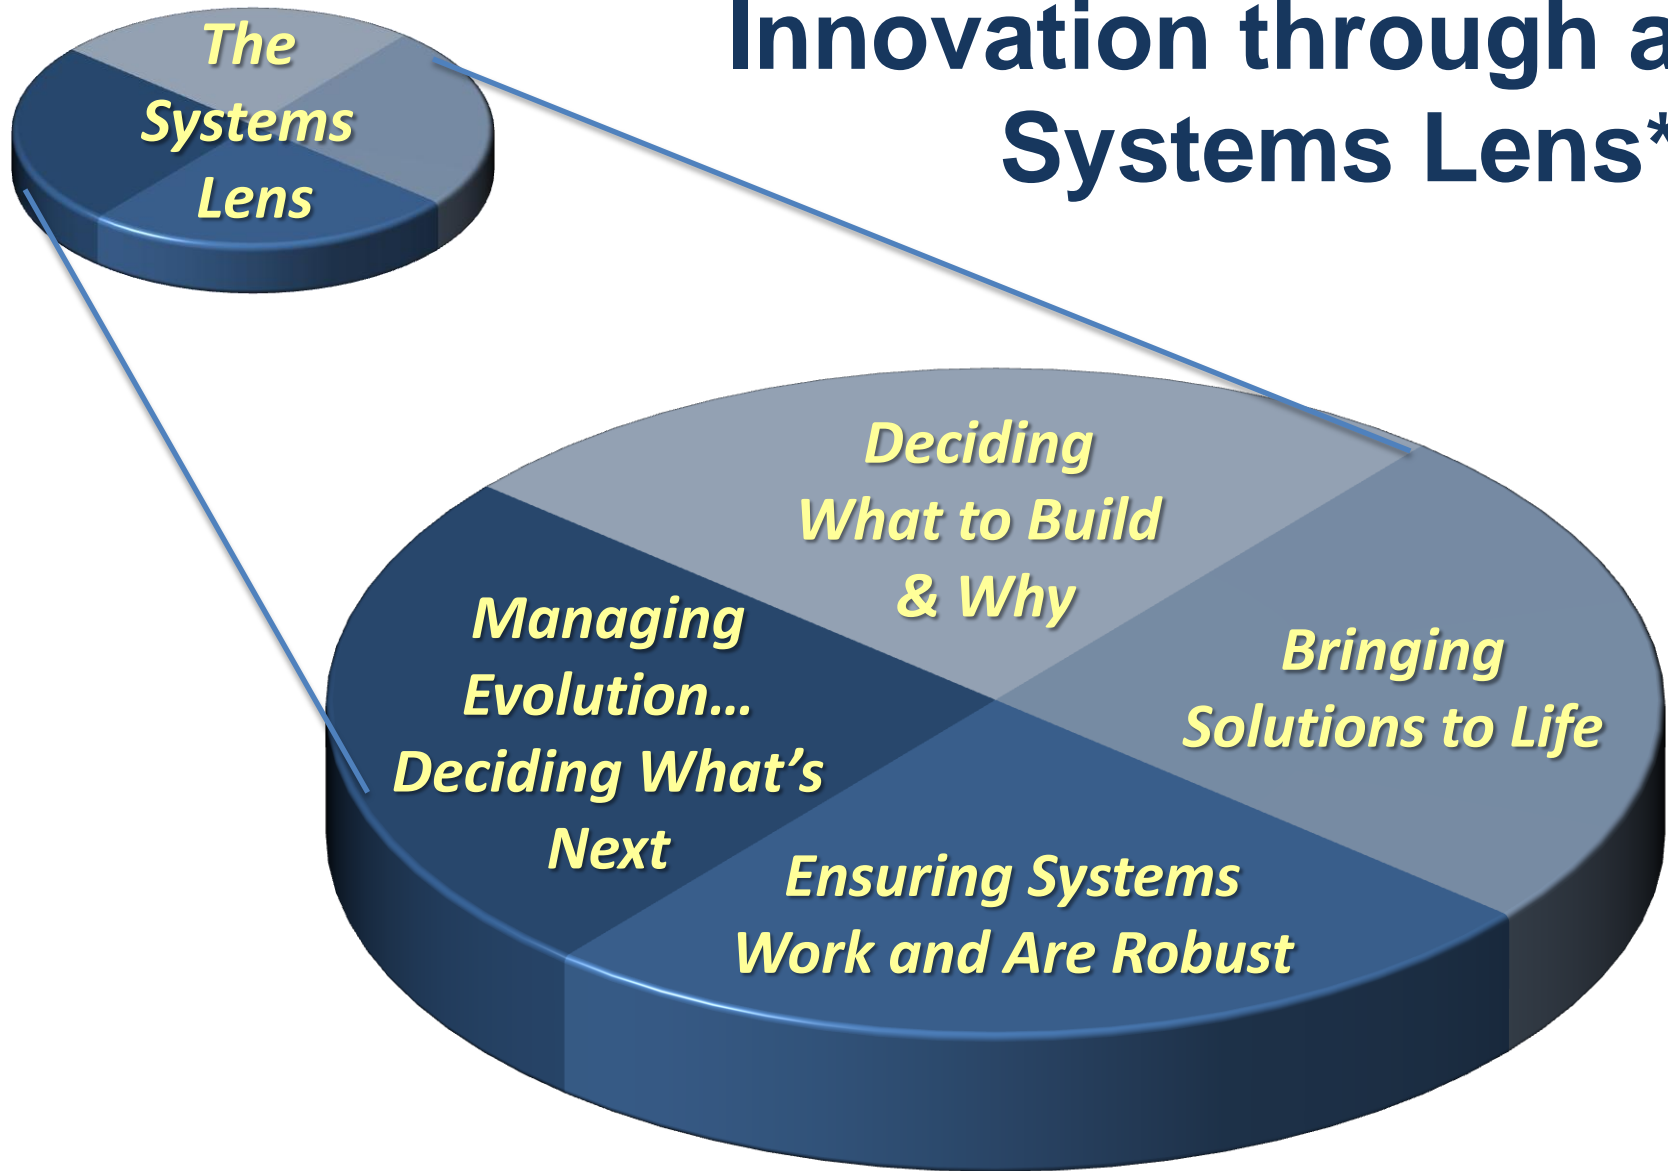 Innovation through a
Systems Lens*
The
Systems
Lens
Deciding
What to Build
& Why
Bringing
Solutions to Life
Managing
Evolution…
Deciding What’s
Next
Ensuring Systems
Work and Are Robust